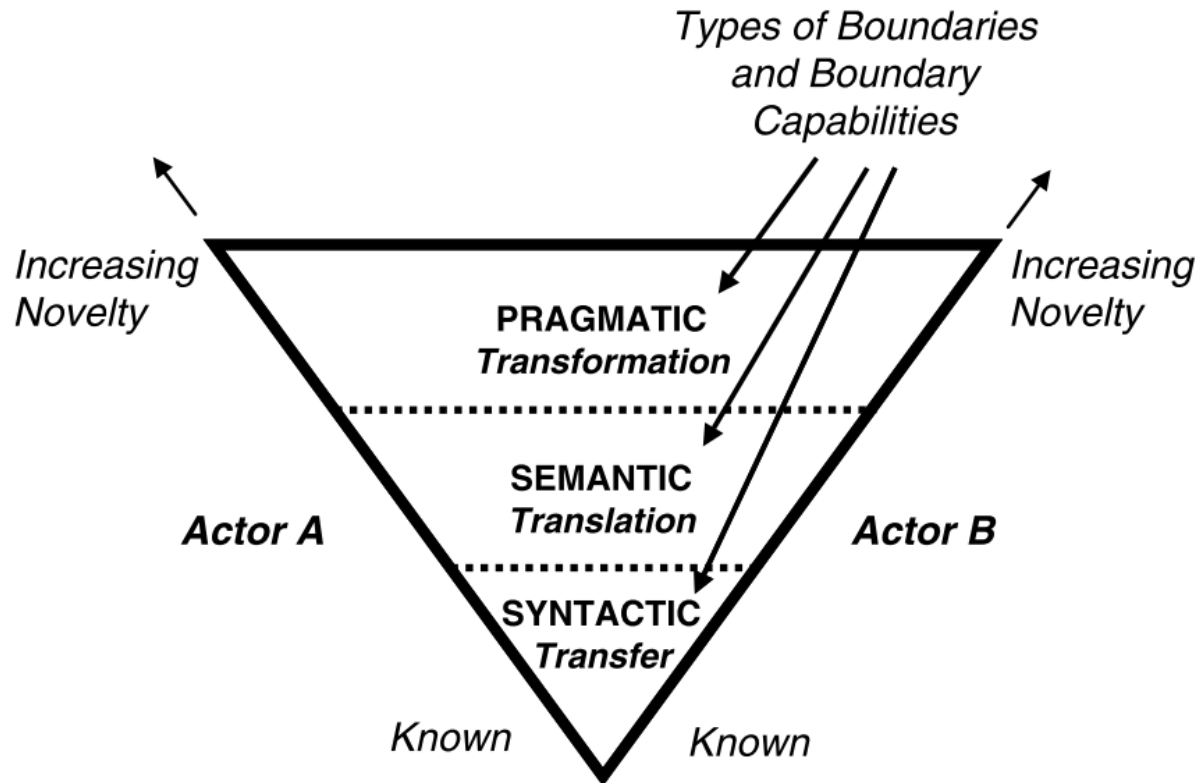 Types of Boundaries
and Boundary
Capabilities
Increasing
Novelty
Increasing
Novelty
PRAGMATIC
Transformation
SEMANTIC
Translation
Actor A
Actor B
SYNTACTIC
Transfer
Known
Known